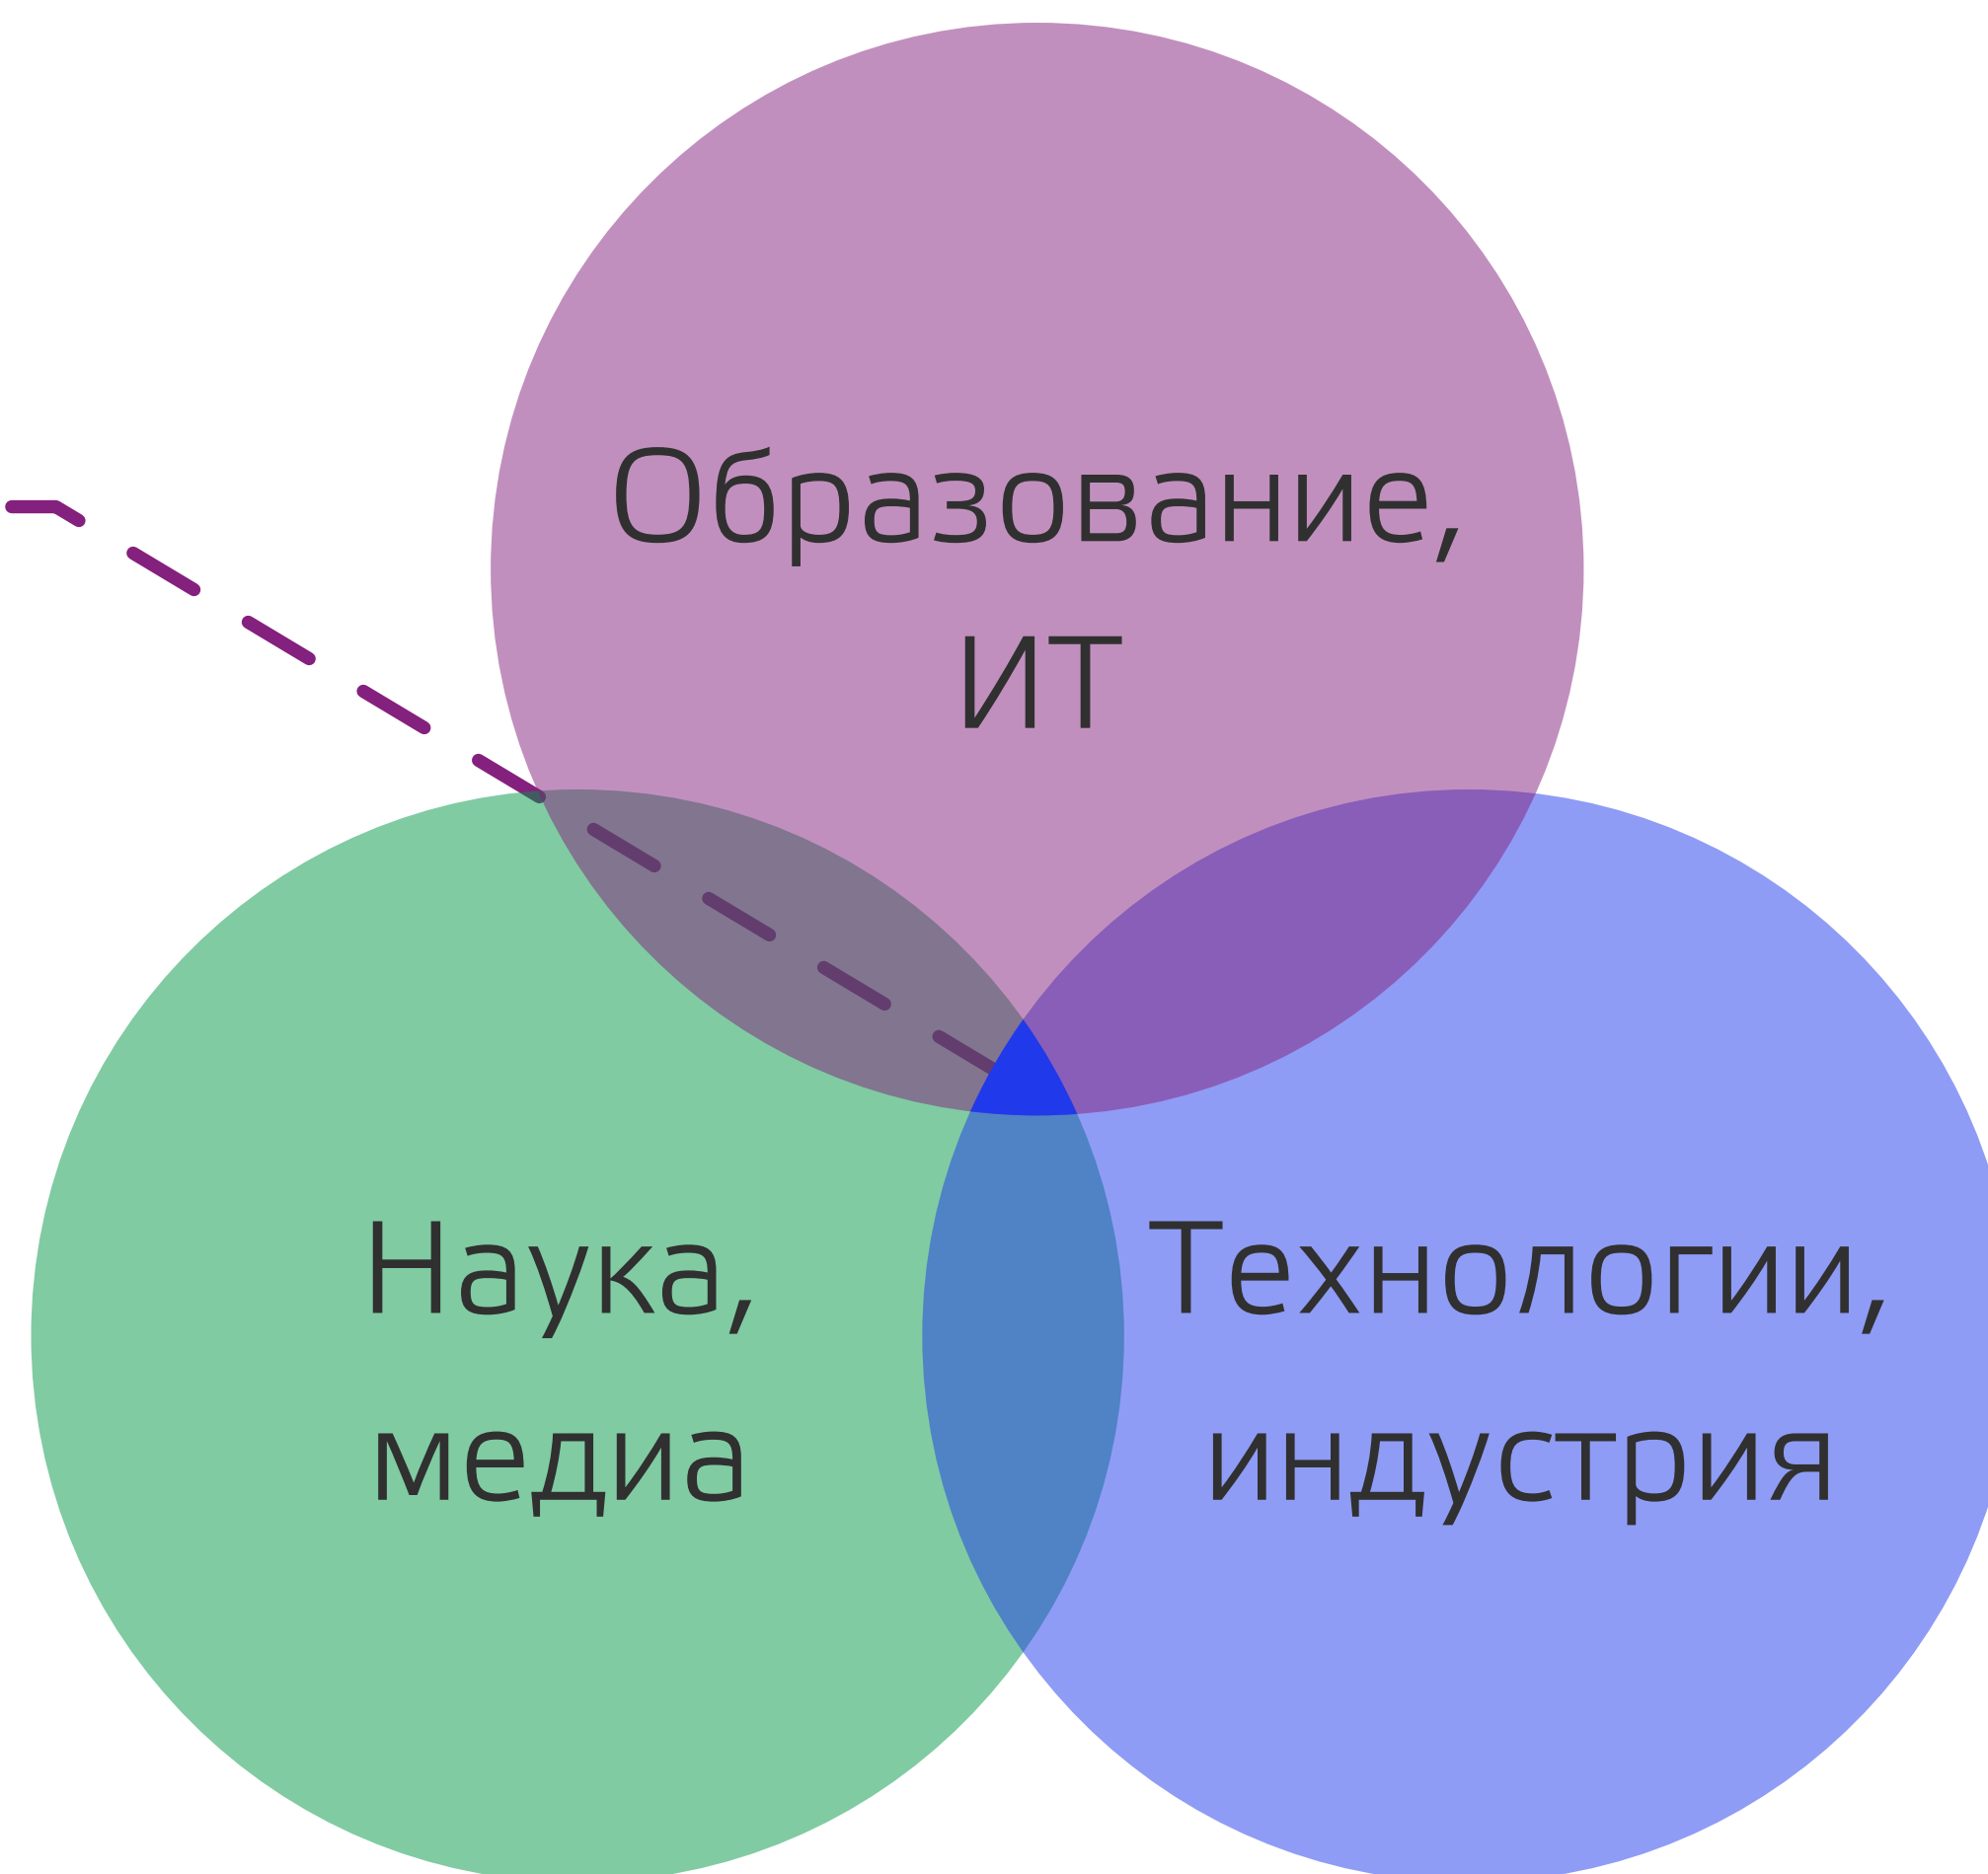 Образование,
ИТ
Наука,
медиа
Технологии,
индустрия